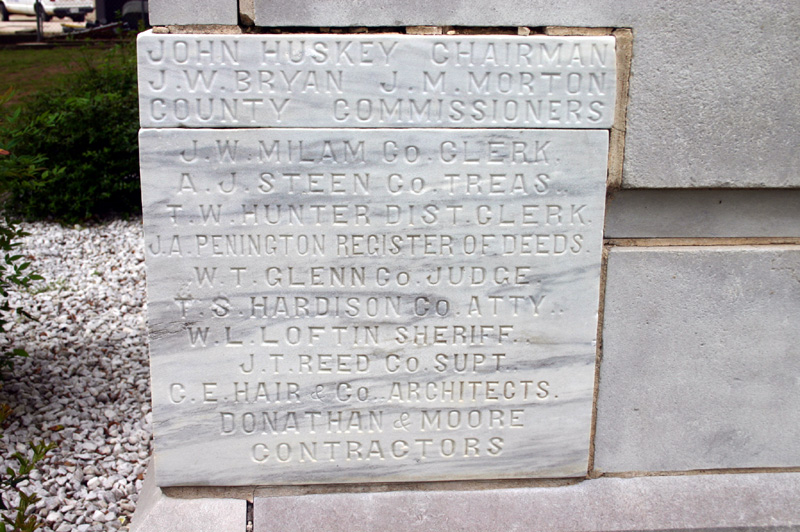 JOHN HUSKEY CHAIRMAN
J.W.BRYAN J.M.MORTON
COUNTY COMMISSIONERS
J.W.MILAM CO.CLERK.
A.J.STEEN CO.TREAS..
T.W.HUNTER DIST.CLERK.
J.A.PENINGTON REGISTER OF DEEDS.
W.T.GLENN CO.JUDGE.
T.S.HARDISON CO.ATTY..
W.L.LOFTIN SHERIFF..
J.T.REED CO.SUPT..
C.E.HAIR & CO..ARCHITECTS.
DONATHAN & MOORE
CONTRACTORS